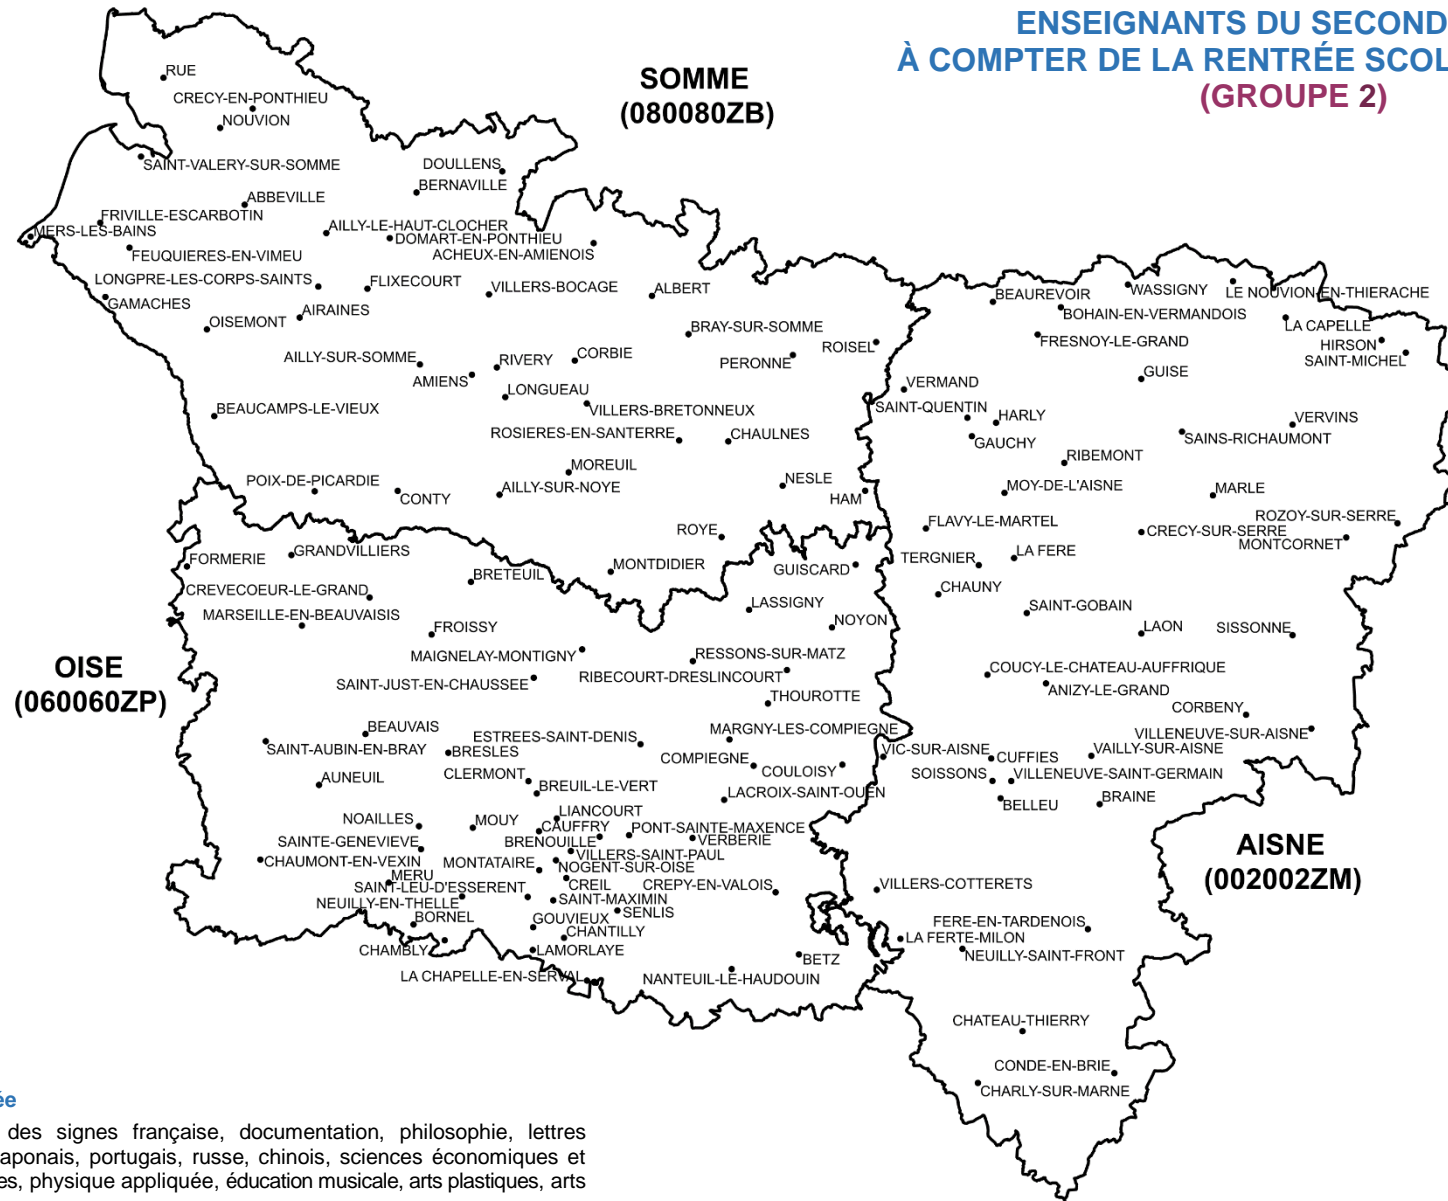 ENSEIGNANTS DU SECOND
À COMPTER DE LA RENTRÉE SCOL
(GROUPE 2)
SOMME
(080080ZB)
RUE
CRECY-EN-PONTHIEU
NOUVION
SAINT-VALERY-SUR-SOMME
DOULLENS
BERNAVILLE
ABBEVILLE
FRIVILLE-ESCARBOTIN
MERS-LES-BAINS
AILLY-LE-HAUT-CLOCHER
DOMART-EN-PONTHIEU
ACHEUX-EN-AMIENOIS
FEUQUIERES-EN-VIMEU
LONGPRE-LES-CORPS-SAINTS
FLIXECOURT
VILLERS-BOCAGE
ALBERT
GAMACHES
AIRAINES
OISEMONT
BRAY-SUR-SOMME
ROISEL
PERONNE
AILLY-SUR-SOMME
RIVERY
CORBIE
AMIENS
LONGUEAU
BEAUCAMPS-LE-VIEUX
VILLERS-BRETONNEUX
ROSIERES-EN-SANTERRE
CHAULNES
MOREUIL
POIX-DE-PICARDIE
CONTY
AILLY-SUR-NOYE
NESLE
HAM
ROYE
MONTDIDIER
BEAUREVOIR
WASSIGNY
LE NOUVION-EN-THIERACHE
BOHAIN-EN-VERMANDOIS
LA CAPELLE
FRESNOY-LE-GRAND
HIRSON
SAINT-MICHEL
GUISE
VERMAND
SAINT-QUENTIN
HARLY
GAUCHY
VERVINS
SAINS-RICHAUMONT
RIBEMONT
MOY-DE-L'AISNE
MARLE
FLAVY-LE-MARTEL
ROZOY-SUR-SERRE
CRECY-SUR-SERRE
MONTCORNET
TERGNIER
LA FERE
CHAUNY
SAINT-GOBAIN
LAON
SISSONNE
COUCY-LE-CHATEAU-AUFFRIQUE
ANIZY-LE-GRAND
CORBENY
VILLENEUVE-SUR-AISNE
VIC-SUR-AISNE
CUFFIES
VAILLY-SUR-AISNE
SOISSONS
VILLENEUVE-SAINT-GERMAIN
BELLEU
BRAINE
AISNE
(002002ZM)
VILLERS-COTTERETS
FERE-EN-TARDENOIS
LA FERTE-MILON
NEUILLY-SAINT-FRONT
CHATEAU-THIERRY
CONDE-EN-BRIE
CHARLY-SUR-MARNE
OISE
(060060ZP)
FORMERIE
GRANDVILLIERS
BRETEUIL
GUISCARD
CREVECOEUR-LE-GRAND
MARSEILLE-EN-BEAUVAISIS
LASSIGNY
NOYON
FROISSY
MAIGNELAY-MONTIGNY
RESSONS-SUR-MATZ
RIBECOURT-DRESLINCOURT
SAINT-JUST-EN-CHAUSSEE
THOUROTTE
BEAUVAIS
SAINT-AUBIN-EN-BRAY
ESTREES-SAINT-DENIS
MARGNY-LES-COMPIEGNE
BRESLES
COMPIEGNE
COULOISY
AUNEUIL
CLERMONT
BREUIL-LE-VERT
LACROIX-SAINT-OUEN
LIANCOURT
NOAILLES
MOUY
CAUFFRY
PONT-SAINTE-MAXENCE
SAINTE-GENEVIEVE
BRENOUILLE
VERBERIE
CHAUMONT-EN-VEXIN
MONTATAIRE
VILLERS-SAINT-PAUL
NOGENT-SUR-OISE
MERU
SAINT-LEU-D'ESSERENT
CREIL
CREPY-EN-VALOIS
NEUILLY-EN-THELLE
SAINT-MAXIMIN
BORNEL
GOUVIEUX
SENLIS
CHANTILLY
CHAMBLY
LAMORLAYE
LA CHAPELLE-EN-SERVAL
NANTEUIL-LE-HAUDOUIN
BETZ
ée
des signes française, documentation, philosophie, lettres
aponais, portugais, russe, chinois, sciences économiques et
es, physique appliquée, éducation musicale, arts plastiques, arts